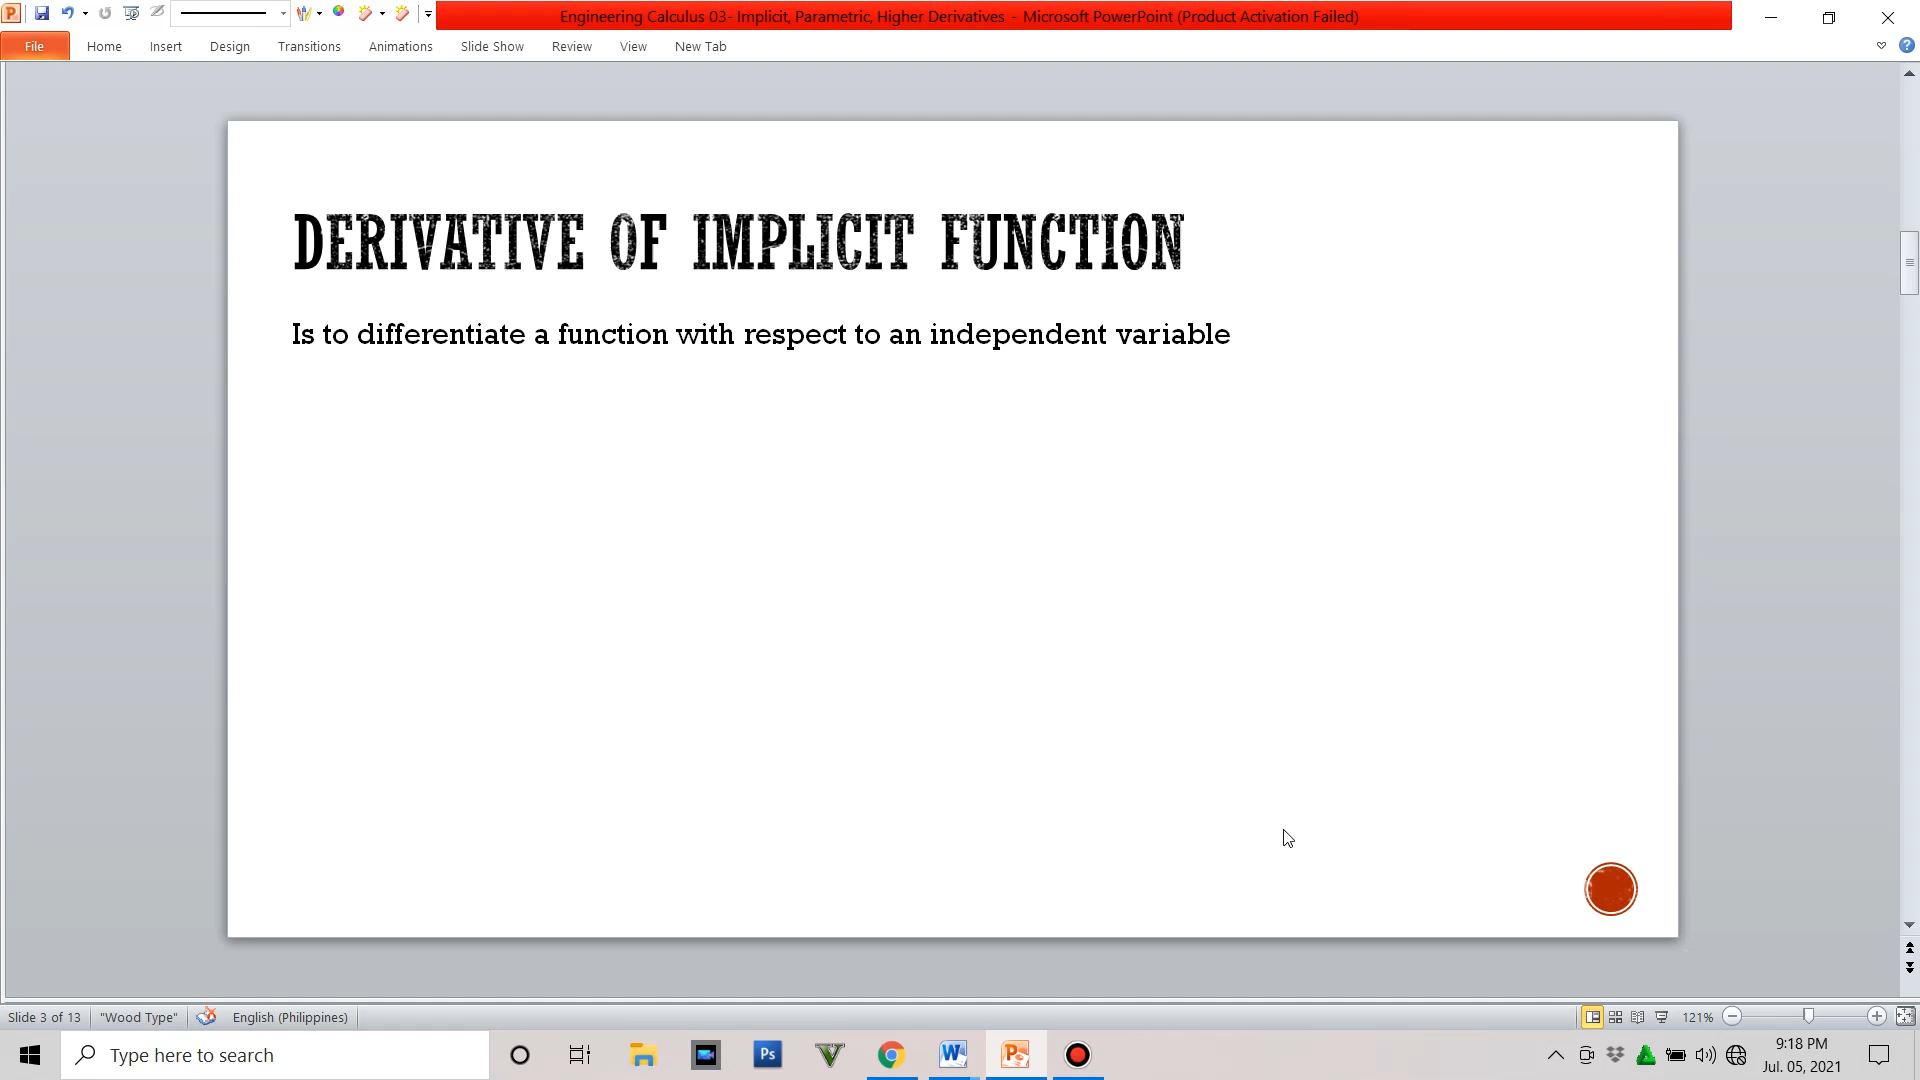 Engineering Calculus 03- Implicit, Parametric, Higher Derivatives - Microsoft PowerPoint (Product Activation Failed)
File Home Insert Design Transitions Animations Slide Show Review View New Tab
DERIVATIVE OF IMPLICIT FUNCTION
Is to differentiate a function with respect to an independent variable
Slide 3 of 13 "Wood Type" English (Philippines) 121%
Type here to search
Ps
9:18 PM
Jul. 05, 2021